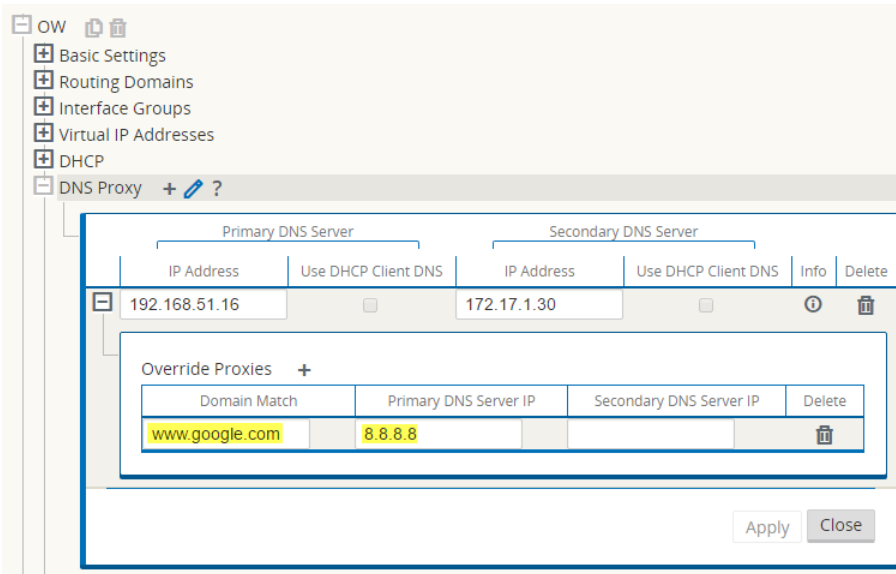 OW
Basic Settings
Routing Domains
Interface Groups
Virtual IP Addresses
DHCP
DNS Proxy + ?
Primary DNS Server Secondary DNS Server
IP Address Use DHCP Client DNS IP Address Use DHCP Client DNS Info Delete
192.168.51.16 172.17.1.30
Override Proxies +
Domain Match Primary DNS Server IP Secondary DNS Server IP Delete
www.google.com 8.8.8.8
Apply Close